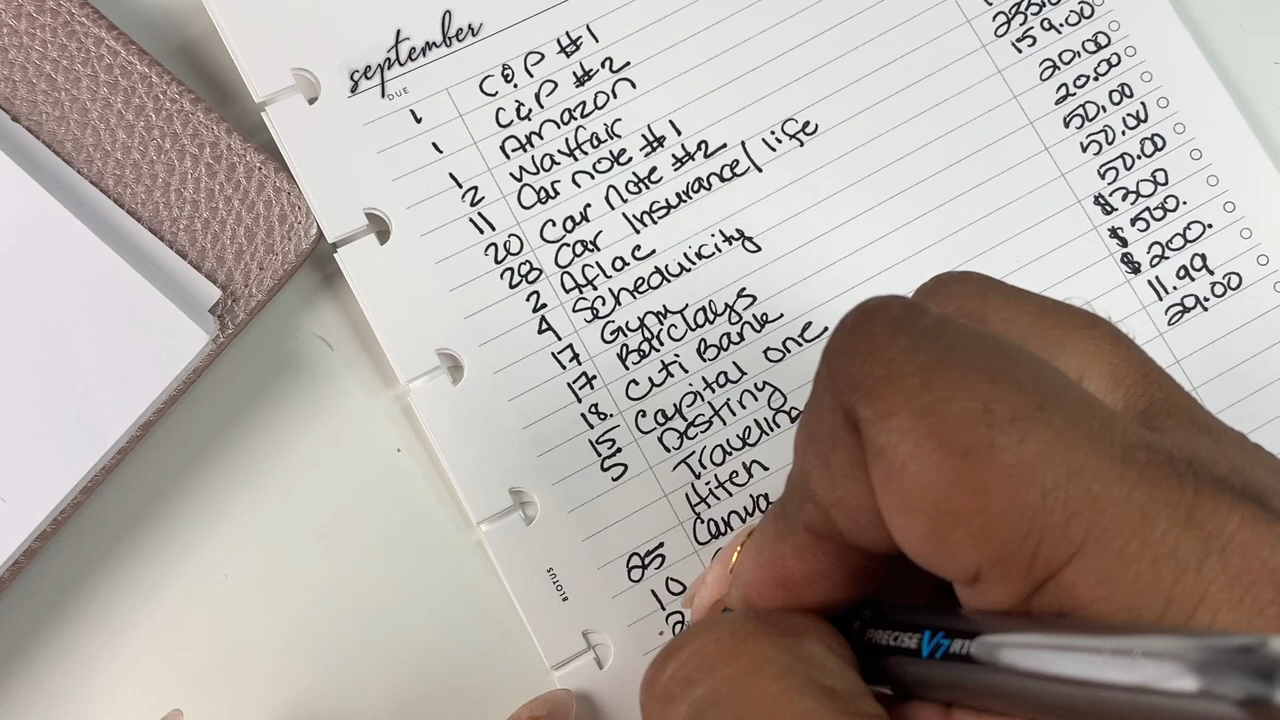 september
DUE
1 C&P #1
1 C&P #2
Amazon
1 Wayfair
2 Car note #1
11 Car note #2
20 Car Insurance/life
28 Aflac
2 Schedulicity
4 Gym
17 Barclays
17 Citi Bank
18. Capital one
15 Destiny
5 Traveling
Hiten
Canva
25
10
2
159.00
20.00
20.00
50.00
50.00
50.00
$300
$500.
$200.
11.99
29.00
BLOTUS
PRECISE V7